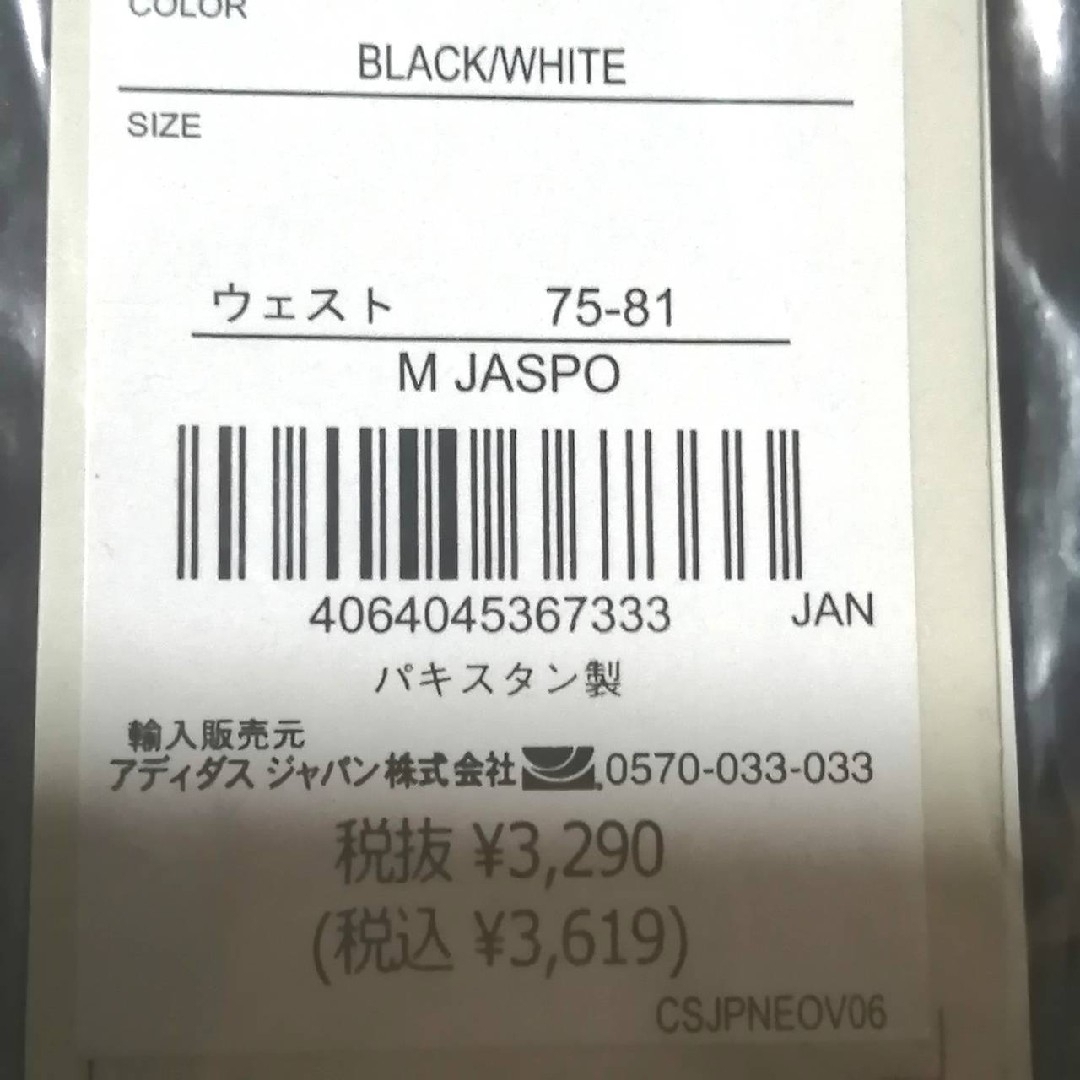 COLOR
BLACK/WHITE
SIZE
ウェスト 75-81
M JASPO
4064045367333 JAN
パキスタン製
輸入販売元
アディダス ジャパン株式会社 0570-033-033
税抜 ¥3,290
(税込 ¥3,619)
CSJPNEOV06